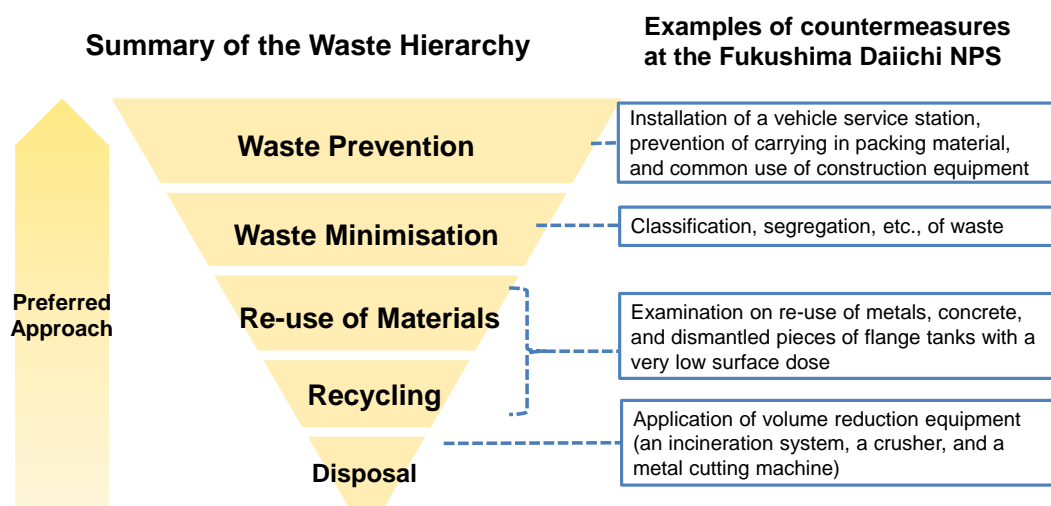 Summary of the Waste Hierarchy
Examples of countermeasures
at the Fukushima Daiichi NPS
Preferred
Approach
Waste Prevention
Installation of a vehicle service station,
prevention of carrying in packing material,
and common use of construction equipment
Waste Minimisation
Classification, segregation, etc., of waste
Re-use of Materials
Recycling
Examination on re-use of metals, concrete,
and dismantled pieces of flange tanks with a
very low surface dose
Disposal
Application of volume reduction equipment
(an incineration system, a crusher, and a
metal cutting machine)